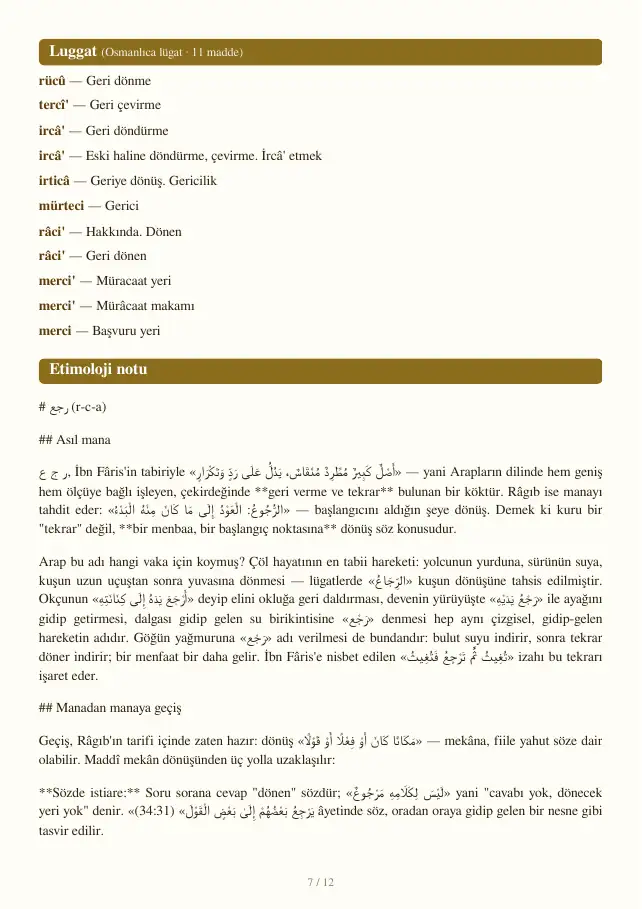 Luggat (Osmanlıca lügat · 11 madde)
rücû — Geri dönme
tercî' — Geri çevirme
ircâ' — Geri döndürme
ircâ' — Eski haline döndürme, çevirme. İrcâ' etmek
irticâ — Geriye dönüş. Gericilik
mürteci — Gerici
râci' — Hakkında. Dönen
râci' — Geri dönen
merci' — Müracaat yeri
merci' — Mürâcaat makamı
merci — Başvuru yeri
Etimoloji notu
# رجع (r-c-a)
## Asıl mana
ر ج ع, İbn Fâris'in tabiriyle «أَصْلٌ كَبِيرٌ مُطَّرِدٌ مُنْقَاسٌ، يَدُلُّ عَلَى رَدٍّ وَتَكْرَارٍ» — yani Arapların dilinde hem geniş
hem ölçüye bağlı işleyen, çekirdeğinde **geri verme ve tekrar** bulunan bir köktür. Râgıb ise manayı
tahdit eder: «الرُّجُوعُ: الْعَوْدُ إِلَى مَا كَانَ مِنْهُ الْبَدْءُ» — başlangıcını aldığın şeye dönüş. Demek ki kuru bir
"tekrar" değil, **bir menbaa, bir başlangıç noktasına** dönüş söz konusudur.
Arap bu adı hangi vaka için koymuş? Çöl hayatının en tabii hareketi: yolcunun yurduna, sürünün suya,
kuşun uzun uçuştan sonra yuvasına dönmesi — lügatlerde «الرِّجَاعُ» kuşun dönüşüne tahsis edilmiştir.
Okçunun «أَرْجَعَ يَدَهُ إِلَى كِنَانَتِهِ» deyip elini okluğa geri daldırması, devenin yürüyüşte «رَجْعُ يَدَيْهِ» ile ayağını
gidip getirmesi, dalgası gidip gelen su birikintisine «رَجْع» denmesi hep aynı çizgisel, gidip-gelen
hareketin adıdır. Göğün yağmuruna «رَجْع» adı verilmesi de bundandır: bulut suyu indirir, sonra tekrar
döner indirir; bir menfaat bir daha gelir. İbn Fâris'e nisbet edilen «تُغِيثُ ثُمَّ تَرْجِعُ فَتُغِيثُ» izahı bu tekrarı
işaret eder.
## Manadan manaya geçiş
Geçiş, Râgıb'ın tarifi içinde zaten hazır: dönüş «مَكَانًا كَانَ أَوْ فِعْلًا أَوْ قَوْلًا» — mekâna, fiile yahut söze dair
olabilir. Maddî mekân dönüşünden üç yolla uzaklaşılır:
**Sözde istiare:** Soru sorana cevap "dönen" sözdür; «لَيْسَ لِكَلَامِهِ مَرْجُوعٌ» yani "cavabı yok, dönecek
yeri yok" denir. «(34:31) يَرْجِعُ بَعْضُهُمْ إِلَىٰ بَعْضٍ الْقَوْلَ» âyetinde söz, oradan oraya gidip gelen bir nesne gibi
tasvir edilir.
7 / 12